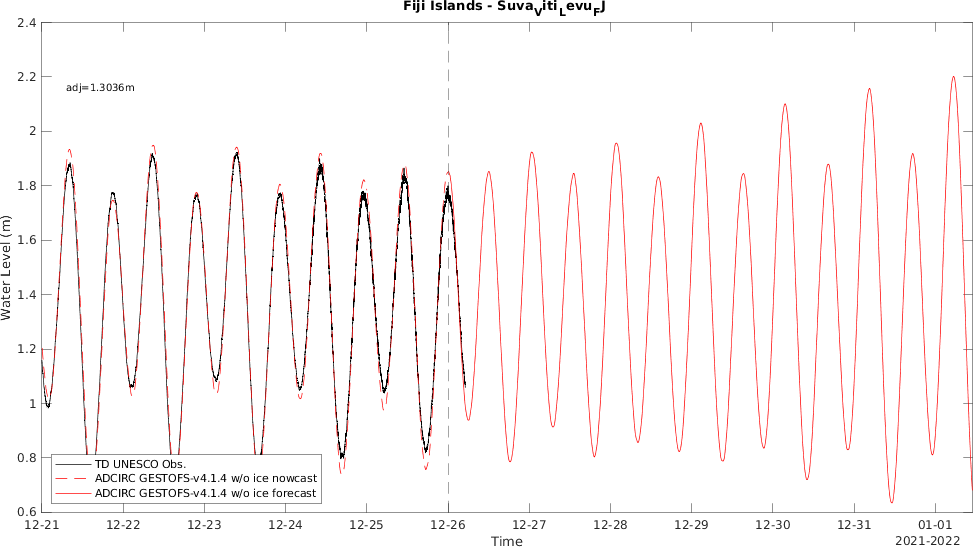 Fiji Islands - SuvaVitiLevuFJ
2.4
2.2
2
1.8
1.6
1.4
1.2
1
0.8
0.6
Water Level (m)
adj=1.3036m
TD UNESCO Obs.
ADCIRC GESTOFS-v4.1.4 w/o ice nowcast
ADCIRC GESTOFS-v4.1.4 w/o ice forecast
12-21 12-22 12-23 12-24 12-25 12-26 12-27 12-28 12-29 12-30 12-31 01-01
Time
2021-2022